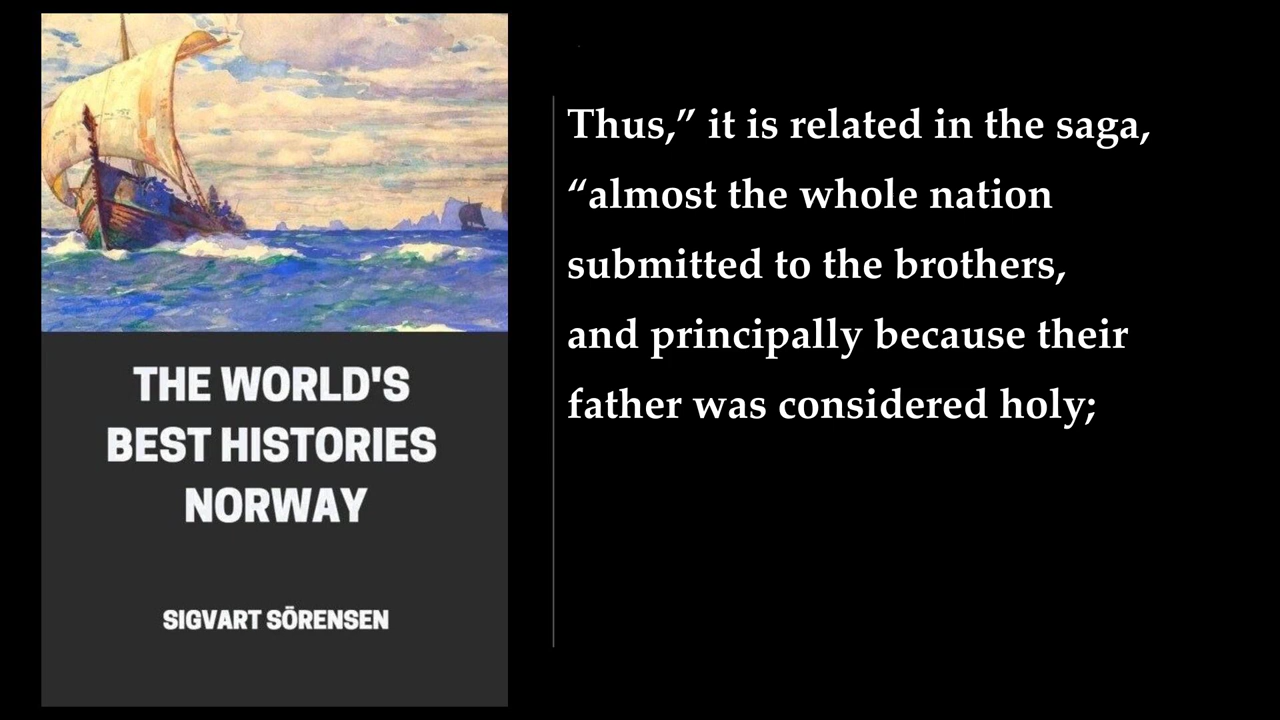 THE WORLD'S
BEST HISTORIES
NORWAY
SIGVART SÖRENSEN
Thus,” it is related in the saga,
“almost the whole nation
submitted to the brothers,
and principally because their
father was considered holy;